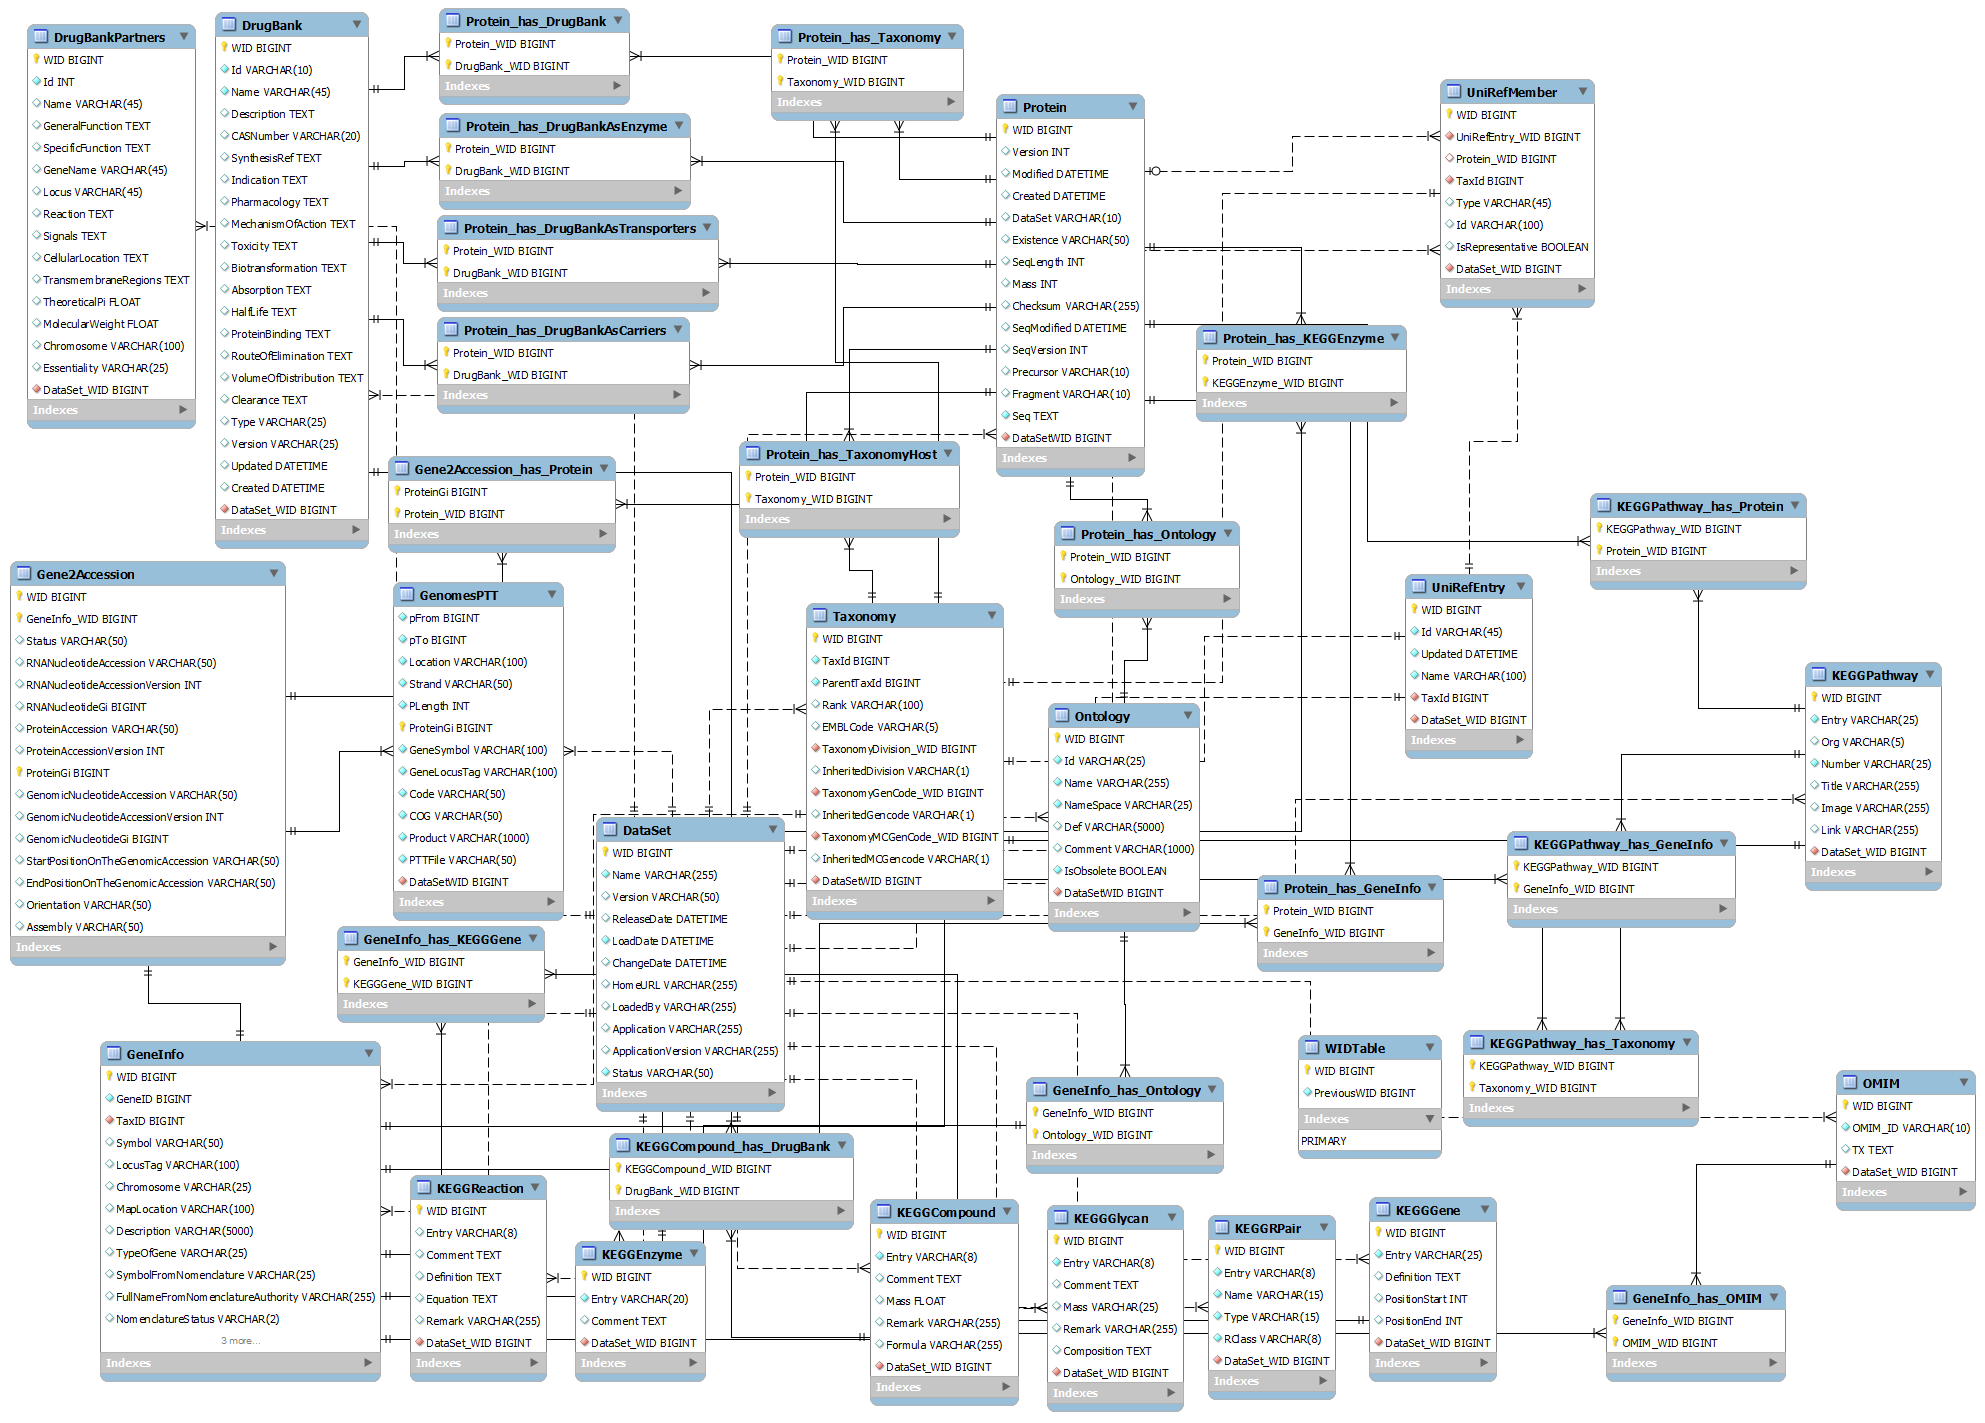 DrugBankPartners
WID BIGINT
Id INT
Name VARCHAR(45)
GeneralFunction TEXT
SpecificFunction TEXT
GeneName VARCHAR(45)
Locus VARCHAR(45)
Reaction TEXT
Signals TEXT
CellularLocation TEXT
TransmembraneRegions TEXT
TheoreticalPi FLOAT
MolecularWeight FLOAT
Chromosome VARCHAR(100)
Essentiality VARCHAR(25)
DataSet_WID BIGINT
Indexes
DrugBank
WID BIGINT
Id VARCHAR(10)
Name VARCHAR(45)
Description TEXT
CASNumber VARCHAR(20)
SynthesisRef TEXT
Indication TEXT
Pharmacology TEXT
MechanismOfAction TEXT
Toxicity TEXT
Biotransformation TEXT
Absorption TEXT
HalfLife TEXT
ProteinBinding TEXT
RouteOfElimination TEXT
VolumeOfDistribution TEXT
Clearance TEXT
Type VARCHAR(25)
Version VARCHAR(25)
Updated DATETIME
Created DATETIME
DataSet_WID BIGINT
Indexes
Protein_has_DrugBank
Protein_WID BIGINT
DrugBank_WID BIGINT
Indexes
Protein_has_DrugBankAsEnzyme
Protein_WID BIGINT
DrugBank_WID BIGINT
Indexes
Protein_has_DrugBankAsTransporters
Protein_WID BIGINT
DrugBank_WID BIGINT
Indexes
Protein_has_DrugBankAsCarriers
Protein_WID BIGINT
DrugBank_WID BIGINT
Indexes
Protein_has_Taxonomy
Protein_WID BIGINT
Taxonomy_WID BIGINT
Indexes
Protein
WID BIGINT
Version INT
Modified DATETIME
Created DATETIME
DataSet VARCHAR(10)
Existence VARCHAR(50)
SeqLength INT
Mass INT
Checksum VARCHAR(255)
SeqModified DATETIME
SeqVersion INT
Precursor VARCHAR(10)
Fragment VARCHAR(10)
Seq TEXT
DataSetWID BIGINT
Indexes
UniRefMember
WID BIGINT
UniRefEntry_WID BIGINT
Protein_WID BIGINT
TaxId BIGINT
Type VARCHAR(45)
Id VARCHAR(100)
IsRepresentative BOOLEAN
DataSet_WID BIGINT
Indexes
Protein_has_KEGGEnzyme
Protein_WID BIGINT
KEGGEnzyme_WID BIGINT
Indexes
Gene2Accession_has_Protein
ProteinGi BIGINT
Protein_WID BIGINT
Indexes
Protein_has_TaxonomyHost
Protein_WID BIGINT
Taxonomy_WID BIGINT
Indexes
Protein_has_Ontology
Protein_WID BIGINT
Ontology_WID BIGINT
Indexes
KEGGPathway_has_Protein
KEGGPathway_WID BIGINT
Protein_WID BIGINT
Indexes
Gene2Accession
WID BIGINT
GeneInfo_WID BIGINT
Status VARCHAR(50)
RNANucleotideAccession VARCHAR(50)
RNANucleotideAccessionVersion INT
RNANucleotideGi BIGINT
ProteinAccession VARCHAR(50)
ProteinAccessionVersion INT
ProteinGi BIGINT
GenomicNucleotideAccession VARCHAR(50)
GenomicNucleotideAccessionVersion INT
GenomicNucleotideGi BIGINT
StartPositionOnTheGenomicAccession VARCHAR(50)
EndPositionOnTheGenomicAccession VARCHAR(50)
Orientation VARCHAR(50)
Assembly VARCHAR(50)
Indexes
GenomesPTT
pFrom BIGINT
pTo BIGINT
Location VARCHAR(100)
Strand VARCHAR(50)
PLength INT
ProteinGi BIGINT
GeneSymbol VARCHAR(100)
GeneLocusTag VARCHAR(100)
Code VARCHAR(50)
COG VARCHAR(50)
Product VARCHAR(1000)
PTTFile VARCHAR(50)
DataSetWID BIGINT
Indexes
Taxonomy
WID BIGINT
TaxId BIGINT
ParentTaxId BIGINT
Rank VARCHAR(100)
EMBLCode VARCHAR(5)
TaxonomyDivision_WID BIGINT
InheritedDivision VARCHAR(1)
TaxonomyGenCode_WID BIGINT
InheritedGencode VARCHAR(1)
TaxonomyMCGenCode_WID BIGINT
InheritedMCGencode VARCHAR(1)
DataSetWID BIGINT
Indexes
UniRefEntry
WID BIGINT
Id VARCHAR(45)
Updated DATETIME
Name VARCHAR(100)
TaxId BIGINT
DataSet_WID BIGINT
Indexes
Ontology
WID BIGINT
Id VARCHAR(25)
Name VARCHAR(255)
NameSpace VARCHAR(25)
Def VARCHAR(5000)
Comment VARCHAR(1000)
IsObsolete BOOLEAN
DataSetWID BIGINT
Indexes
KEGGPathway
WID BIGINT
Entry VARCHAR(25)
Org VARCHAR(5)
Number VARCHAR(25)
Title VARCHAR(255)
Image VARCHAR(255)
Link VARCHAR(255)
DataSet_WID BIGINT
Indexes
DataSet
WID BIGINT
Name VARCHAR(255)
Version VARCHAR(50)
ReleaseDate DATETIME
LoadDate DATETIME
ChangeDate DATETIME
HomeURL VARCHAR(255)
LoadedBy VARCHAR(255)
Application VARCHAR(255)
ApplicationVersion VARCHAR(255)
Status VARCHAR(50)
Indexes
KEGGPathway_has_GeneInfo
KEGGPathway_WID BIGINT
GeneInfo_WID BIGINT
Indexes
Protein_has_GeneInfo
Protein_WID BIGINT
GeneInfo_WID BIGINT
Indexes
GeneInfo_has_KEGGGene
GeneInfo_WID BIGINT
KEGGGene_WID BIGINT
Indexes
GeneInfo
WID BIGINT
GeneID BIGINT
TaxID BIGINT
Symbol VARCHAR(50)
LocusTag VARCHAR(100)
Chromosome VARCHAR(25)
MapLocation VARCHAR(100)
Description VARCHAR(5000)
TypeOfGene VARCHAR(25)
SymbolFromNomenclature VARCHAR(25)
FullNameFromNomenclatureAuthority VARCHAR(255)
NomenclatureStatus VARCHAR(2)
3 more...
Indexes
WIDTable
WID BIGINT
PreviousWID BIGINT
Indexes
PRIMARY
KEGGPathway_has_Taxonomy
KEGGPathway_WID BIGINT
Taxonomy_WID BIGINT
Indexes
OMIM
WID BIGINT
OMIM_ID VARCHAR(10)
TX TEXT
DataSet_WID BIGINT
Indexes
GeneInfo_has_Ontology
GeneInfo_WID BIGINT
Ontology_WID BIGINT
Indexes
KEGGCompound_has_DrugBank
KEGGCompound_WID BIGINT
DrugBank_WID BIGINT
Indexes
KEGGReaction
WID BIGINT
Entry VARCHAR(8)
Comment TEXT
Definition TEXT
Equation TEXT
Remark VARCHAR(255)
DataSet_WID BIGINT
Indexes
KEGGEnzyme
WID BIGINT
Entry VARCHAR(20)
Comment TEXT
DataSet_WID BIGINT
Indexes
KEGGCompound
WID BIGINT
Entry VARCHAR(8)
Comment TEXT
Mass FLOAT
Remark VARCHAR(255)
Formula VARCHAR(255)
DataSet_WID BIGINT
Indexes
KEGGGlycan
WID BIGINT
Entry VARCHAR(8)
Comment TEXT
Mass VARCHAR(25)
Remark VARCHAR(255)
Composition TEXT
DataSet_WID BIGINT
Indexes
KEGGRPair
WID BIGINT
Entry VARCHAR(8)
Name VARCHAR(15)
Type VARCHAR(15)
RClass VARCHAR(8)
DataSet_WID BIGINT
Indexes
KEGGGene
WID BIGINT
Entry VARCHAR(25)
Definition TEXT
PositionStart INT
PositionEnd INT
DataSet_WID BIGINT
Indexes
GeneInfo_has_OMIM
GeneInfo_WID BIGINT
OMIM_WID BIGINT
Indexes